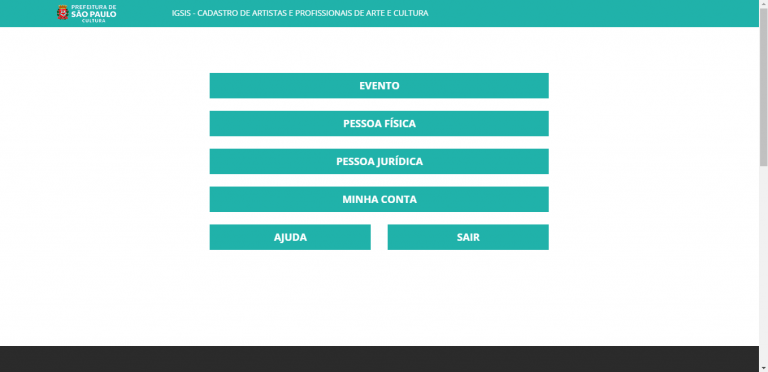 PREFEITURA DE
SÃO PAULO
CULTURA
IGSIS - CADASTRO DE ARTISTAS E PROFISSIONAIS DE ARTE E CULTURA
EVENTO
PESSOA FÍSICA
PESSOA JURÍDICA
MINHA CONTA
AJUDA
SAIR